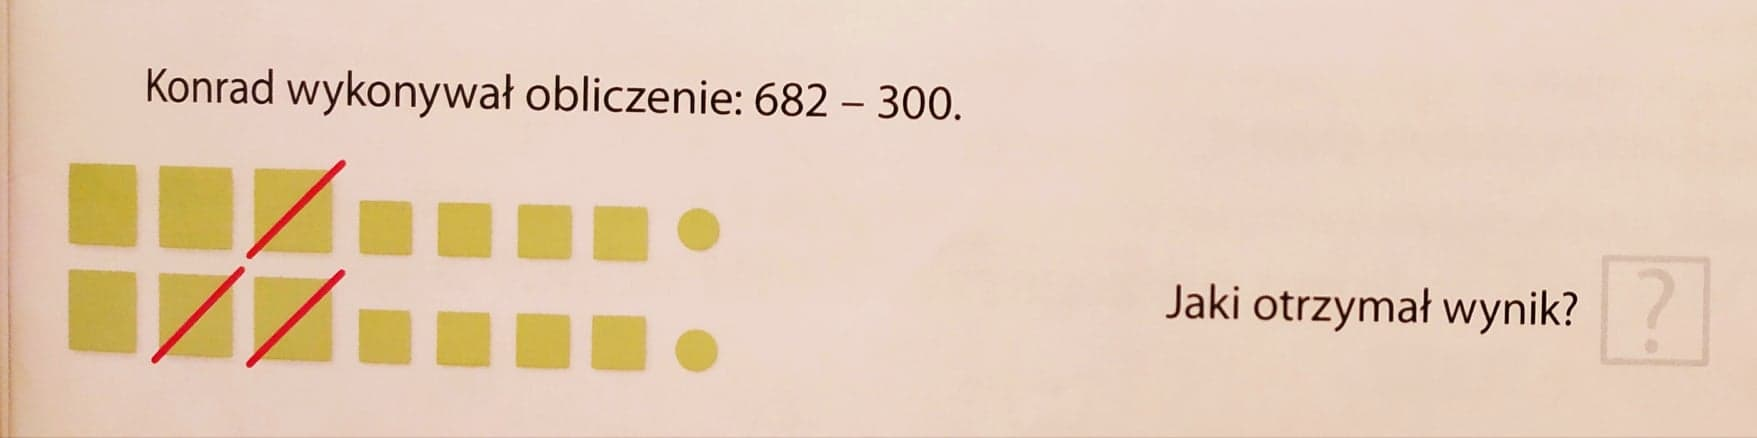 Konrad wykonywał obliczenie: 682 – 300.
Jaki otrzymał wynik? ?